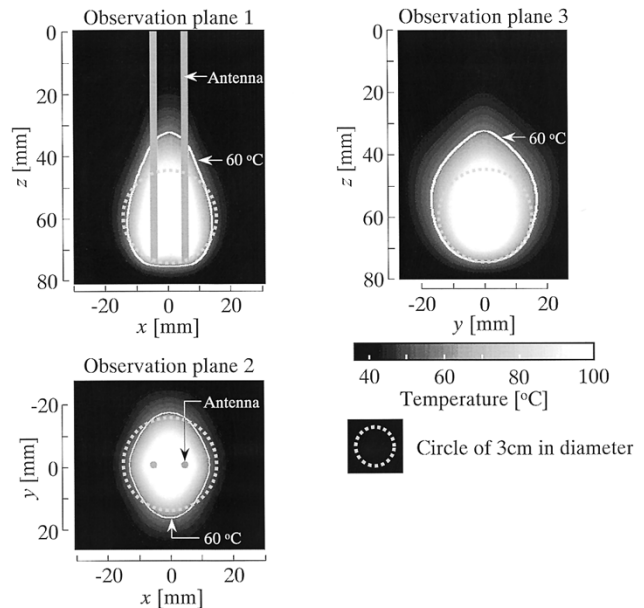 Observation plane 1
0
20
40
60
80
z [mm]
Antenna
60 °C
-20 0 20
x [mm]
Observation plane 3
0
20
40
60
80
z [mm]
60 °C
-20 0 20
y [mm]
40 60 80 100
Temperature [°C]
Circle of 3cm in diameter
Observation plane 2
-20
0
20
y [mm]
Antenna
60 °C
-20 0 20
x [mm]